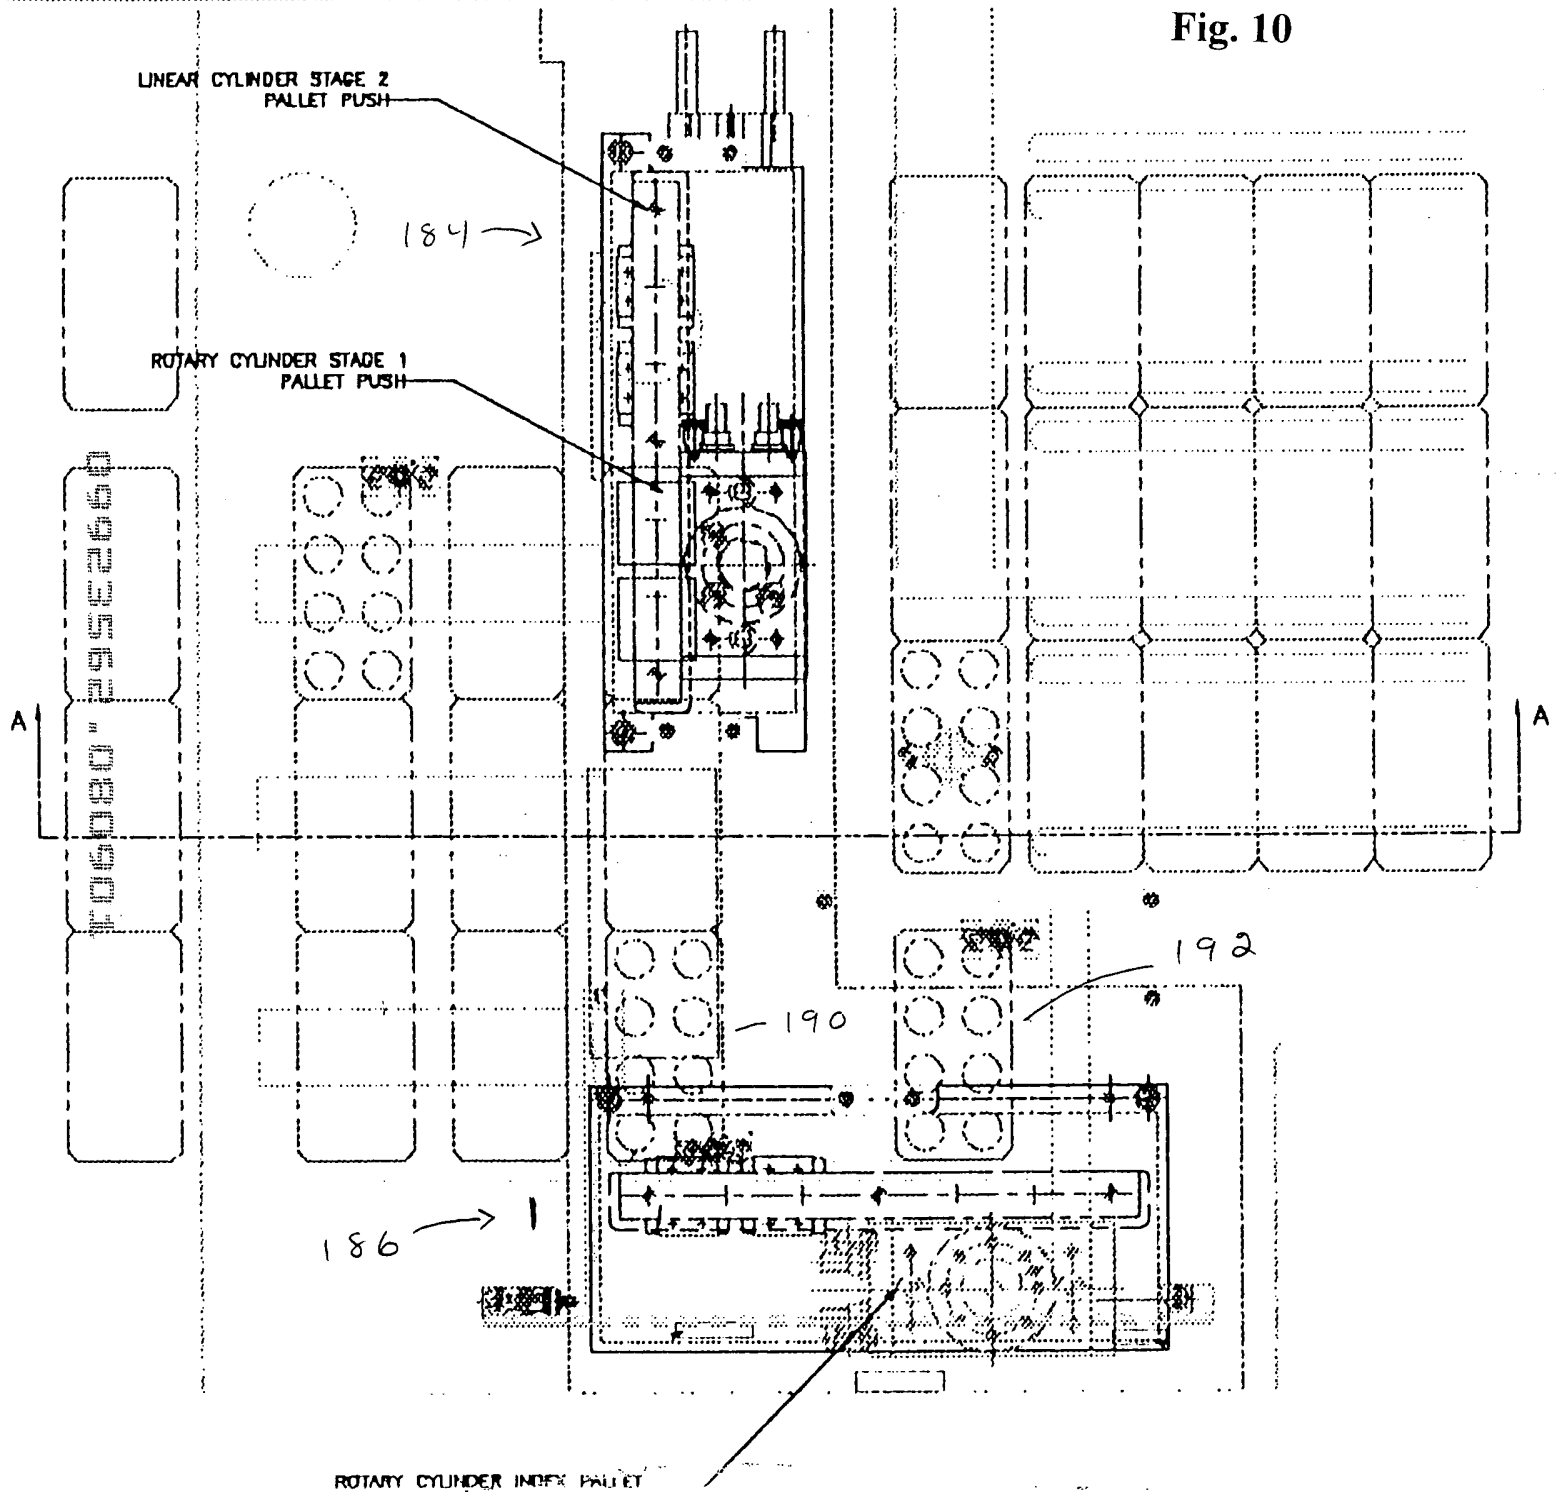 Fig. 10
LINEAR CYLINDER STAGE 2
PALLET PUSH
184
ROTARY CYLINDER STAGE 1
PALLET PUSH
A
A
192
190
186
ROTARY CYLINDER INDEX PALLET